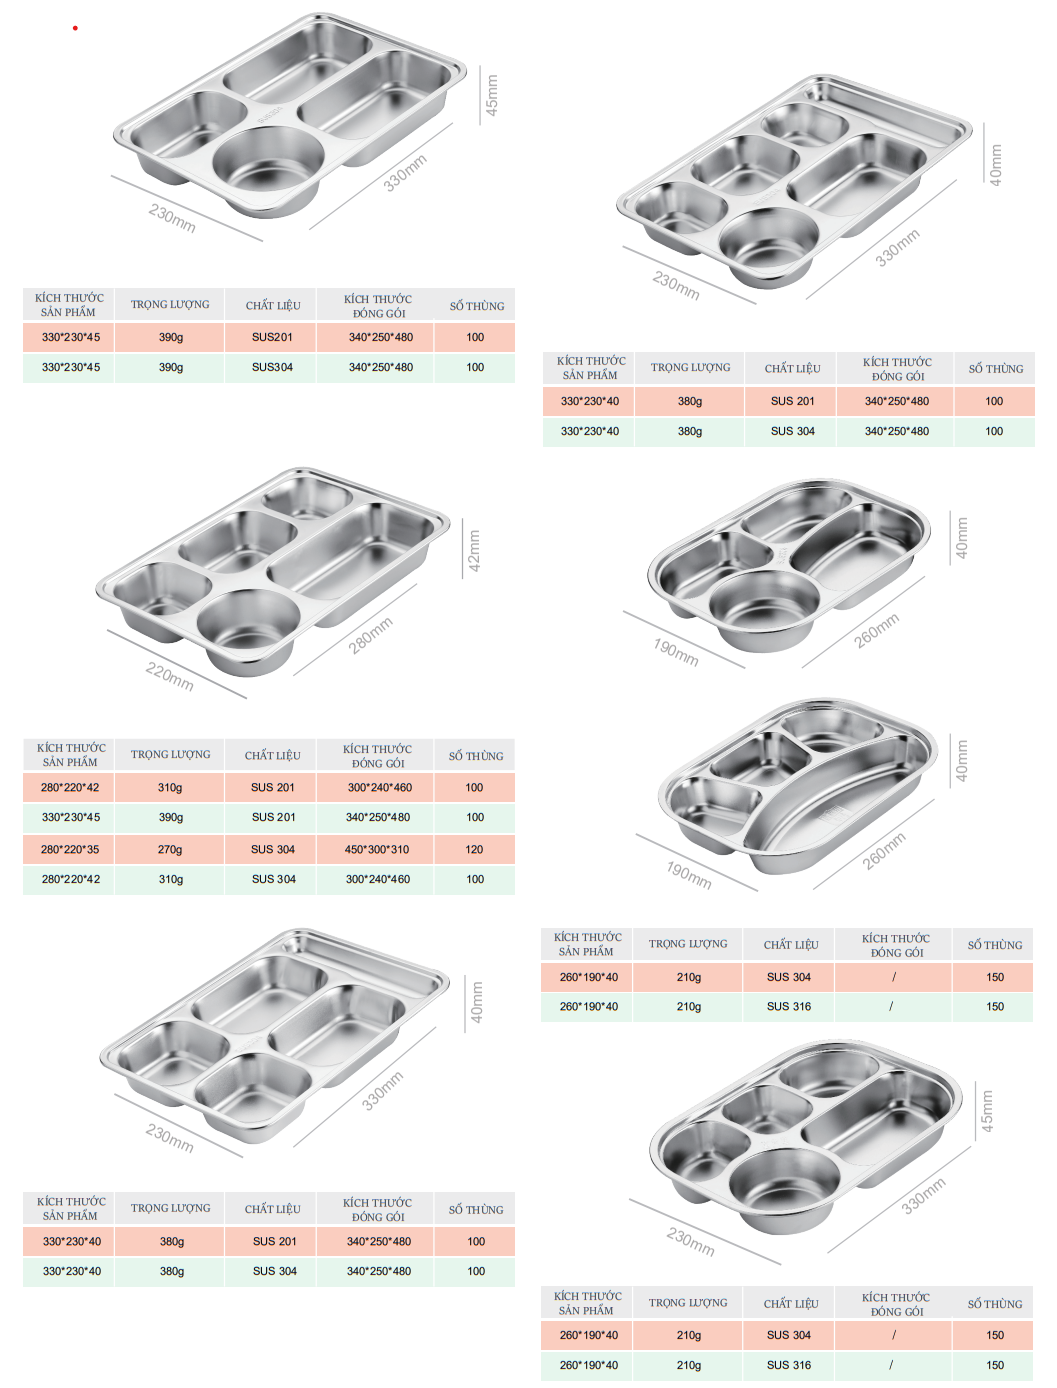 45mm
230mm
330mm
KÍCH THƯỚC SẢN PHẨM TRỌNG LƯỢNG CHẤT LIỆU KÍCH THƯỚC ĐÓNG GÓI SỐ THÙNG
330*230*45 390g SUS201 340*250*480 100
330*230*45 390g SUS304 340*250*480 100
40mm
230mm
330mm
KÍCH THƯỚC SẢN PHẨM TRỌNG LƯỢNG CHẤT LIỆU KÍCH THƯỚC ĐÓNG GÓI SỐ THÙNG
330*230*40 380g SUS 201 340*250*480 100
330*230*40 380g SUS 304 340*250*480 100
42mm
220mm
280mm
KÍCH THƯỚC SẢN PHẨM TRỌNG LƯỢNG CHẤT LIỆU KÍCH THƯỚC ĐÓNG GÓI SỐ THÙNG
280*220*42 310g SUS 201 300*240*460 100
330*230*45 390g SUS 201 340*250*480 100
280*220*35 270g SUS 304 450*300*310 120
280*220*42 310g SUS 304 300*240*460 100
40mm
190mm
260mm
40mm
190mm
260mm
KÍCH THƯỚC SẢN PHẨM TRỌNG LƯỢNG CHẤT LIỆU KÍCH THƯỚC ĐÓNG GÓI SỐ THÙNG
260*190*40 210g SUS 304 / 150
260*190*40 210g SUS 316 / 150
40mm
230mm
330mm
KÍCH THƯỚC SẢN PHẨM TRỌNG LƯỢNG CHẤT LIỆU KÍCH THƯỚC ĐÓNG GÓI SỐ THÙNG
330*230*40 380g SUS 201 340*250*480 100
330*230*40 380g SUS 304 340*250*480 100
45mm
230mm
330mm
KÍCH THƯỚC SẢN PHẨM TRỌNG LƯỢNG CHẤT LIỆU KÍCH THƯỚC ĐÓNG GÓI SỐ THÙNG
260*190*40 210g SUS 304 / 150
260*190*40 210g SUS 316 / 150